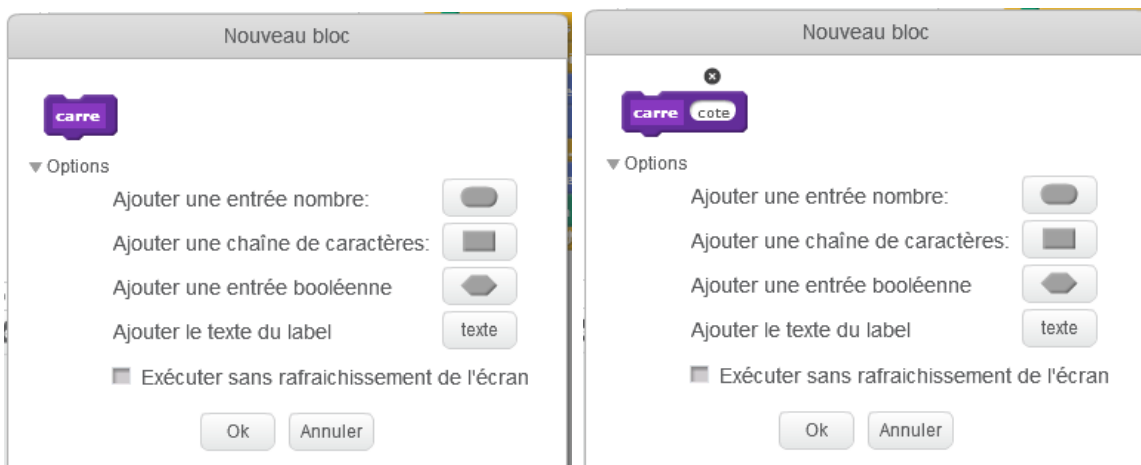 Nouveau bloc
carre
Options
Ajouter une entrée nombre:
Ajouter une chaîne de caractères:
Ajouter une entrée booléenne
Ajouter le texte du label texte
Exécuter sans rafraichissement de l'écran
Ok Annuler
Nouveau bloc
carre cote
Options
Ajouter une entrée nombre:
Ajouter une chaîne de caractères:
Ajouter une entrée booléenne
Ajouter le texte du label texte
Exécuter sans rafraichissement de l'écran
Ok Annuler